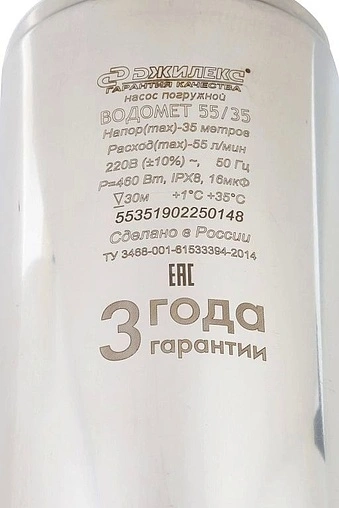 ДЖИЛЕКС®
ГАРАНТИЯ КАЧЕСТВА
насос погружной
ВОДОМЕТ 55/35
Напор(max)-35 метров
Расход(max)-55 л/мин
220В (±10%) ~, 50 Гц
P=460 Вт, IPX8, 16мкФ
▽30м +1°C +35°C
55351902250148
Сделано в России
ТУ 3468-001-61533394-2014
ЕАС
3 года
гарантии